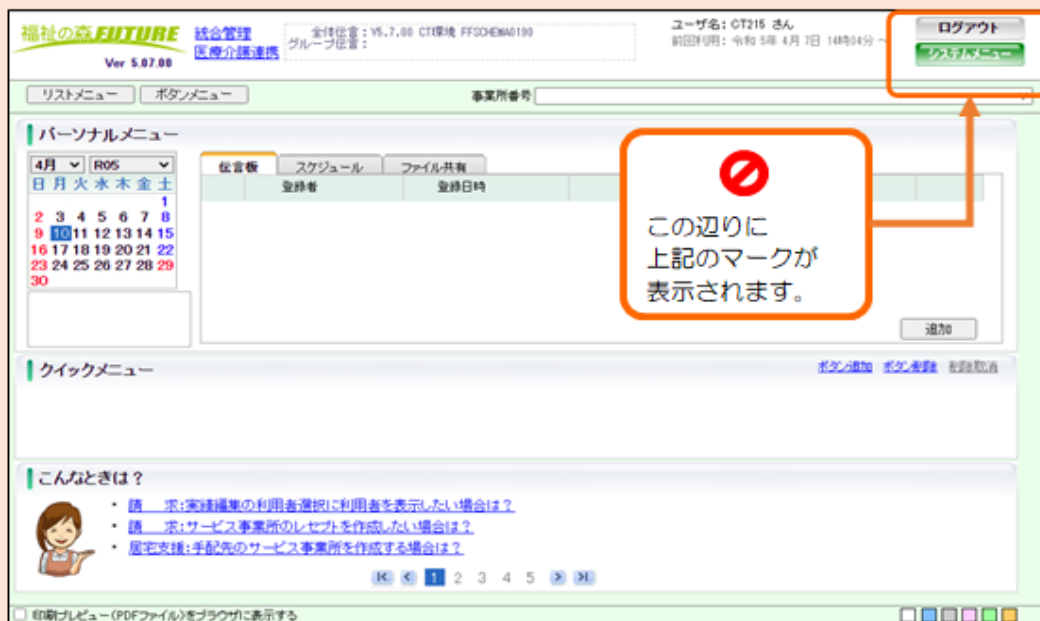 福祉の森FUTURE
Ver 5.07.00
統合管理
医療介護連携
全体伝言：V5.7.00 CTI環境 FFSCHEMA0190
グループ伝言：
ユーザ名：CT215 さん
前回利用：令和 5年 4月 7日 14時04分 ～
ログアウト
システムメニュー
リストメニュー ボタンメニュー 事業所番号
パーソナルメニュー
4月 R05
日 月 火 水 木 金 土
1
2 3 4 5 6 7 8
9 10 11 12 13 14 15
16 17 18 19 20 21 22
23 24 25 26 27 28 29
30
伝言板 スケジュール ファイル共有
登録者 登録日時
この辺りに
上記のマークが
表示されます。
追加
クイックメニュー
ボタン追加 ボタン削除 削除取消
こんなときは？
・ 請　求:実績編集の利用者選択に利用者を表示したい場合は？
・ 請　求:サービス事業所のレセプトを作成したい場合は？
・ 居宅支援:手配先のサービス事業所を作成する場合は？
1 2 3 4 5
印刷プレビュー(PDFファイル)をブラウザに表示する